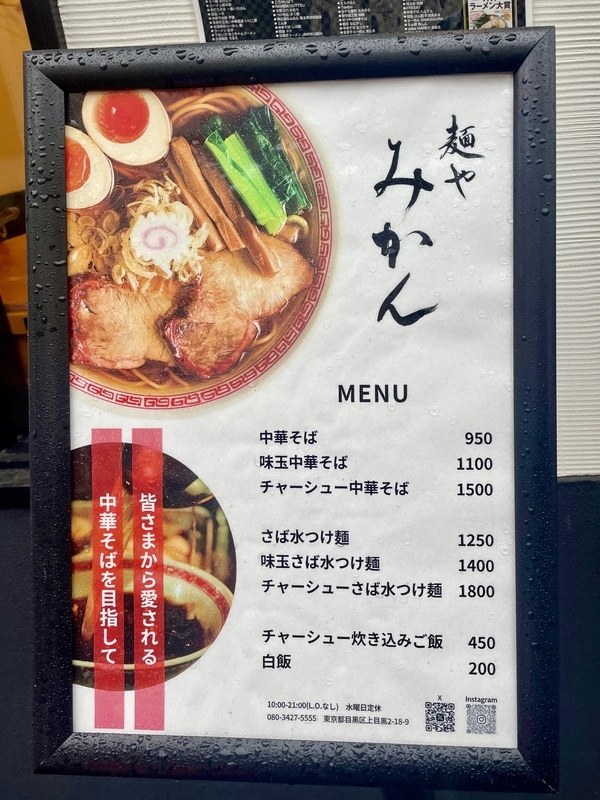 ラーメン大賞
麺や
みかん
MENU
中華そば 950
味玉中華そば 1100
チャーシュー中華そば 1500
さば水つけ麺 1250
味玉さば水つけ麺 1400
チャーシューさば水つけ麺 1800
チャーシュー炊き込みご飯 450
白飯 200
皆さまから愛される
中華そばを目指して
10:00-21:00(L.O.なし) 水曜日定休
080-3427-5555 東京都目黒区上目黒2-18-9
X
Instagram